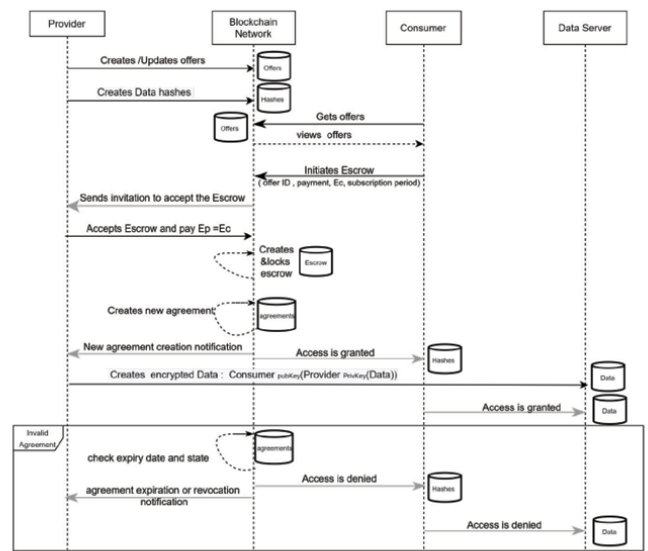 Provider
Blockchain
Network
Consumer
Data Server
Creates /Updates offers
Offers
Creates Data hashes
Hashes
Gets offers
Offers
views offers
Initiates Escrow
( offer ID , payment, Ec, subscription period)
Sends invitation to accept the Escrow
Accepts Escrow and pay Ep =Ec
Creates
&locks
escrow
Escrow
Creates new agreement
agreements
New agreement creation notification
Access is granted
Hashes
Creates encrypted Data : Consumer pubKey(Provider PrivKey(Data))
Data
Access is granted
Data
Invalid
Agreement
agreements
check expiry date and state
Access is denied
Hashes
agreement expiration or revocation
notification
Access is denied
Data